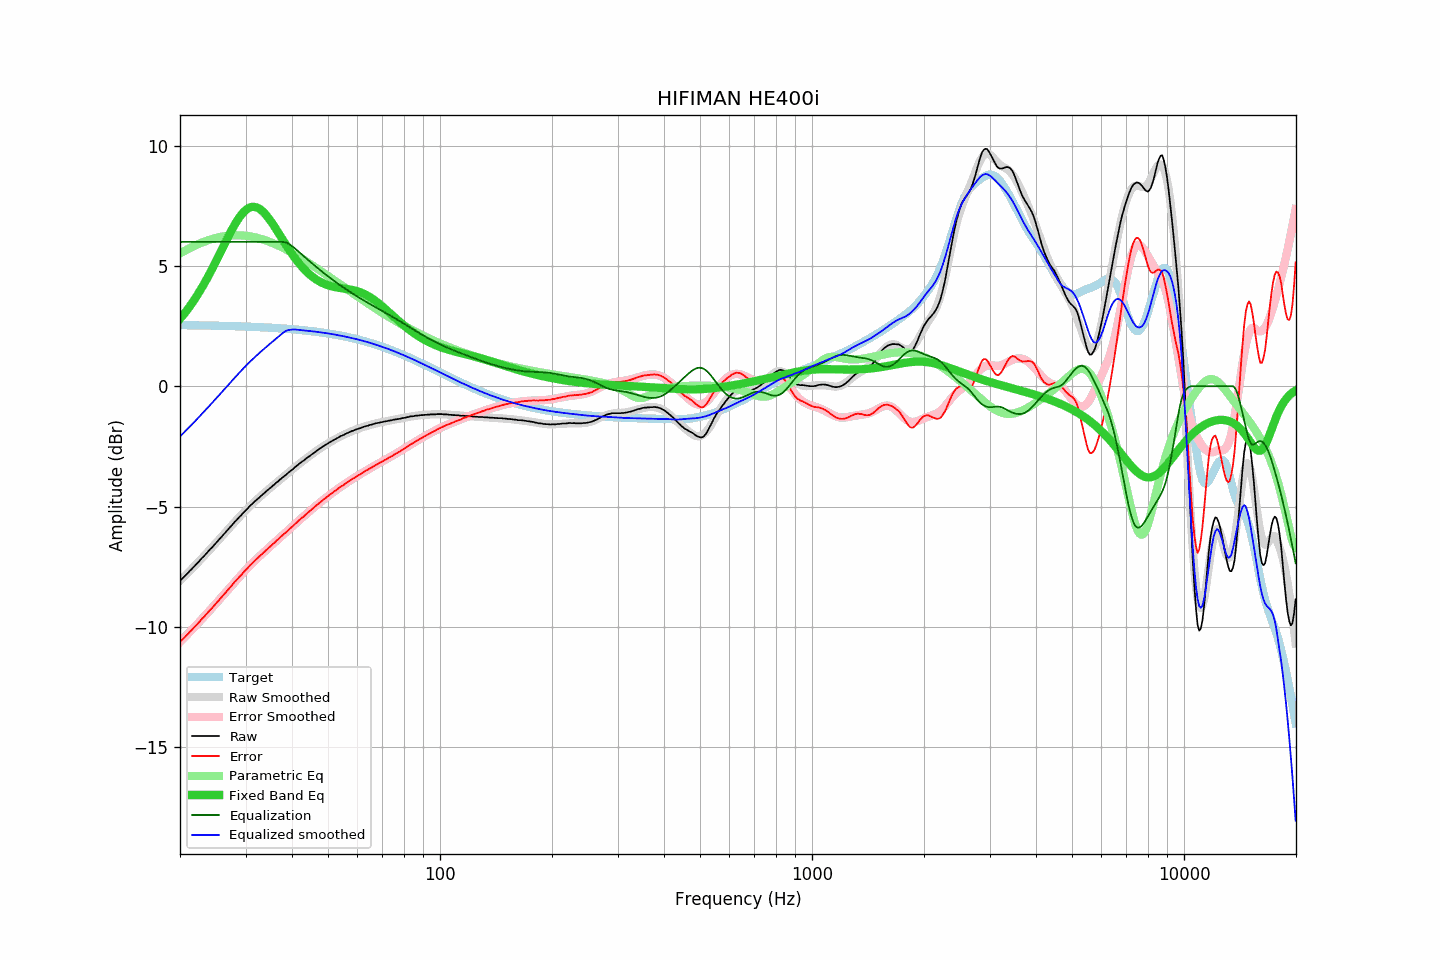 HIFIMAN HE400i
10
5
0
−5
−10
−15
Amplitude (dBr)
Target
Raw Smoothed
Error Smoothed
Raw
Error
Parametric Eq
Fixed Band Eq
Equalization
Equalized smoothed
100
1000
10000
Frequency (Hz)